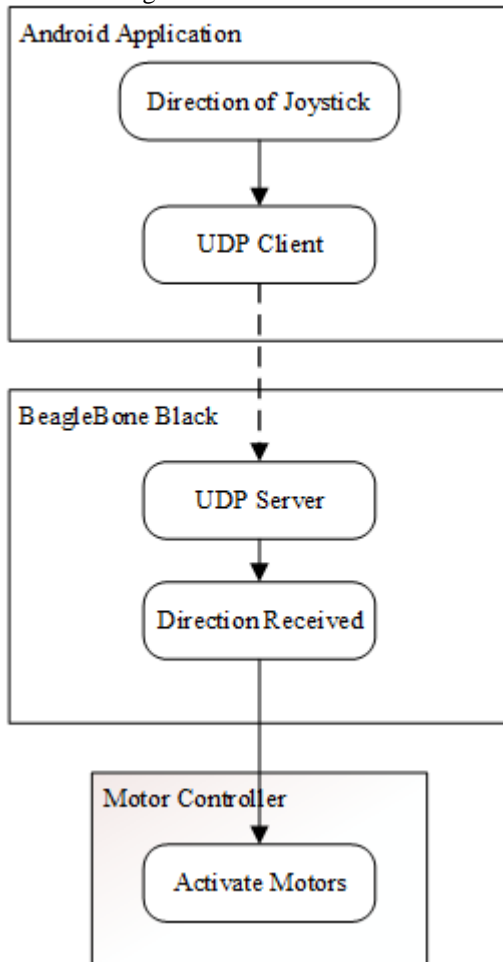 Android Application
Direction of Joystick
UDP Client
BeagleBone Black
UDP Server
Direction Received
Motor Controller
Activate Motors